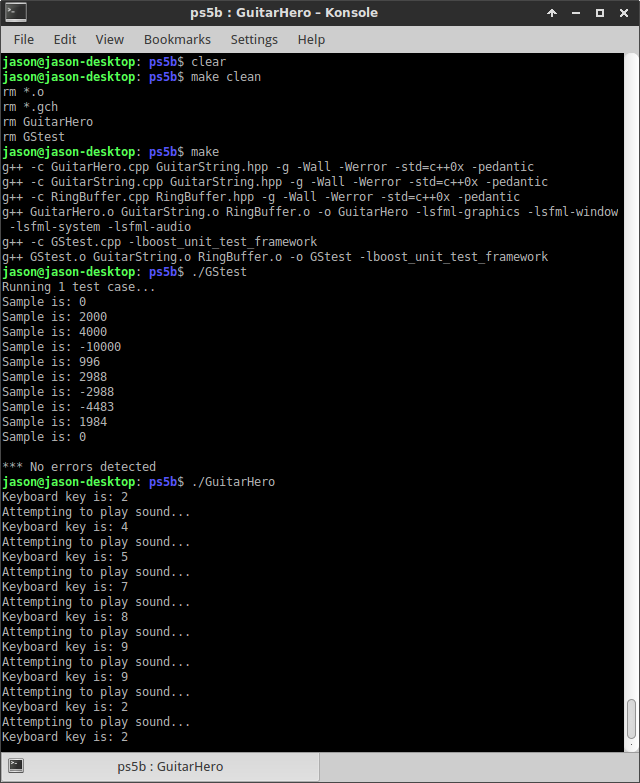 ps5b : GuitarHero – Konsole
File Edit View Bookmarks Settings Help
jason@jason-desktop: ps5b$ clear
jason@jason-desktop: ps5b$ make clean
rm *.o
rm *.gch
rm GuitarHero
rm GStest
jason@jason-desktop: ps5b$ make
g++ -c GuitarHero.cpp GuitarString.hpp -g -Wall -Werror -std=c++0x -pedantic
g++ -c GuitarString.cpp GuitarString.hpp -g -Wall -Werror -std=c++0x -pedantic
g++ -c RingBuffer.cpp RingBuffer.hpp -g -Wall -Werror -std=c++0x -pedantic
g++ GuitarHero.o GuitarString.o RingBuffer.o -o GuitarHero -lsfml-graphics -lsfml-window
-lsfml-system -lsfml-audio
g++ -c GStest.cpp -lboost_unit_test_framework
g++ GStest.o GuitarString.o RingBuffer.o -o GStest -lboost_unit_test_framework
jason@jason-desktop: ps5b$ ./GStest
Running 1 test case...
Sample is: 0
Sample is: 2000
Sample is: 4000
Sample is: -10000
Sample is: 996
Sample is: 2988
Sample is: -2988
Sample is: -4483
Sample is: 1984
Sample is: 0
*** No errors detected
jason@jason-desktop: ps5b$ ./GuitarHero
Keyboard key is: 2
Attempting to play sound...
Keyboard key is: 4
Attempting to play sound...
Keyboard key is: 5
Attempting to play sound...
Keyboard key is: 7
Attempting to play sound...
Keyboard key is: 8
Attempting to play sound...
Keyboard key is: 9
Attempting to play sound...
Keyboard key is: 9
Attempting to play sound...
Keyboard key is: 2
Attempting to play sound...
Keyboard key is: 2
ps5b : GuitarHero